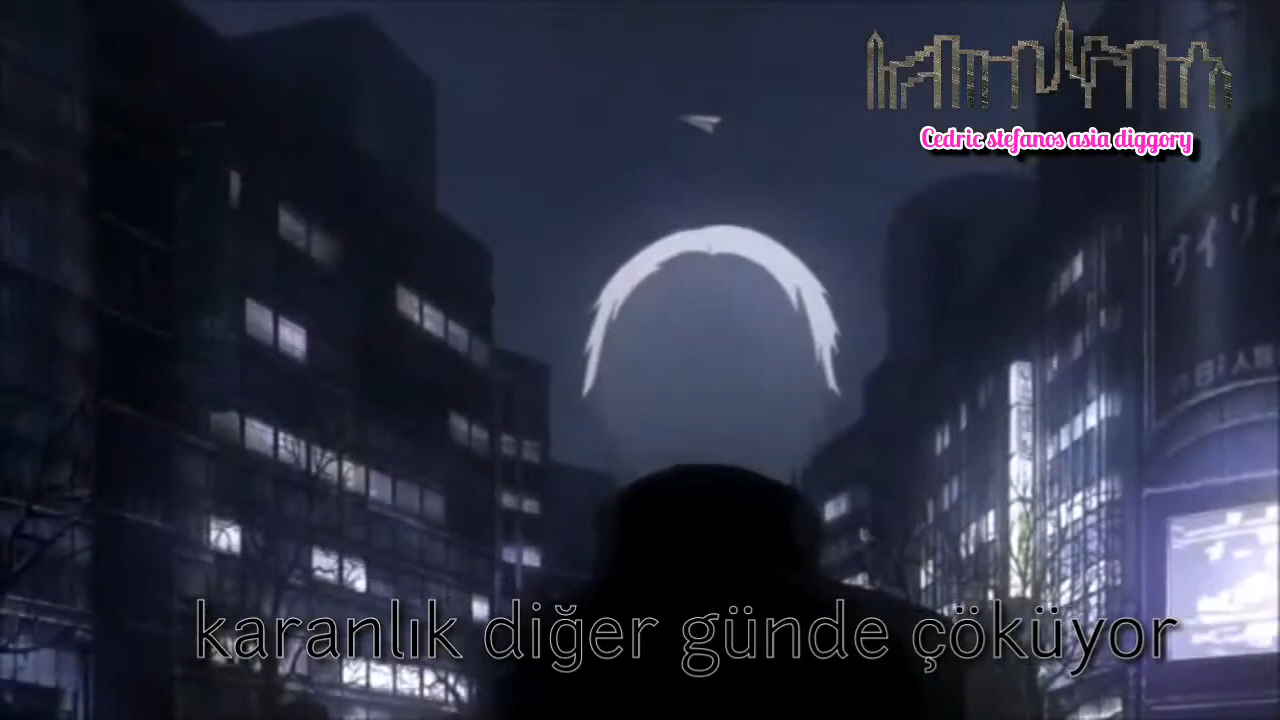 Cedric stefanos asia diggory
karanlık diğer günde çöküyor